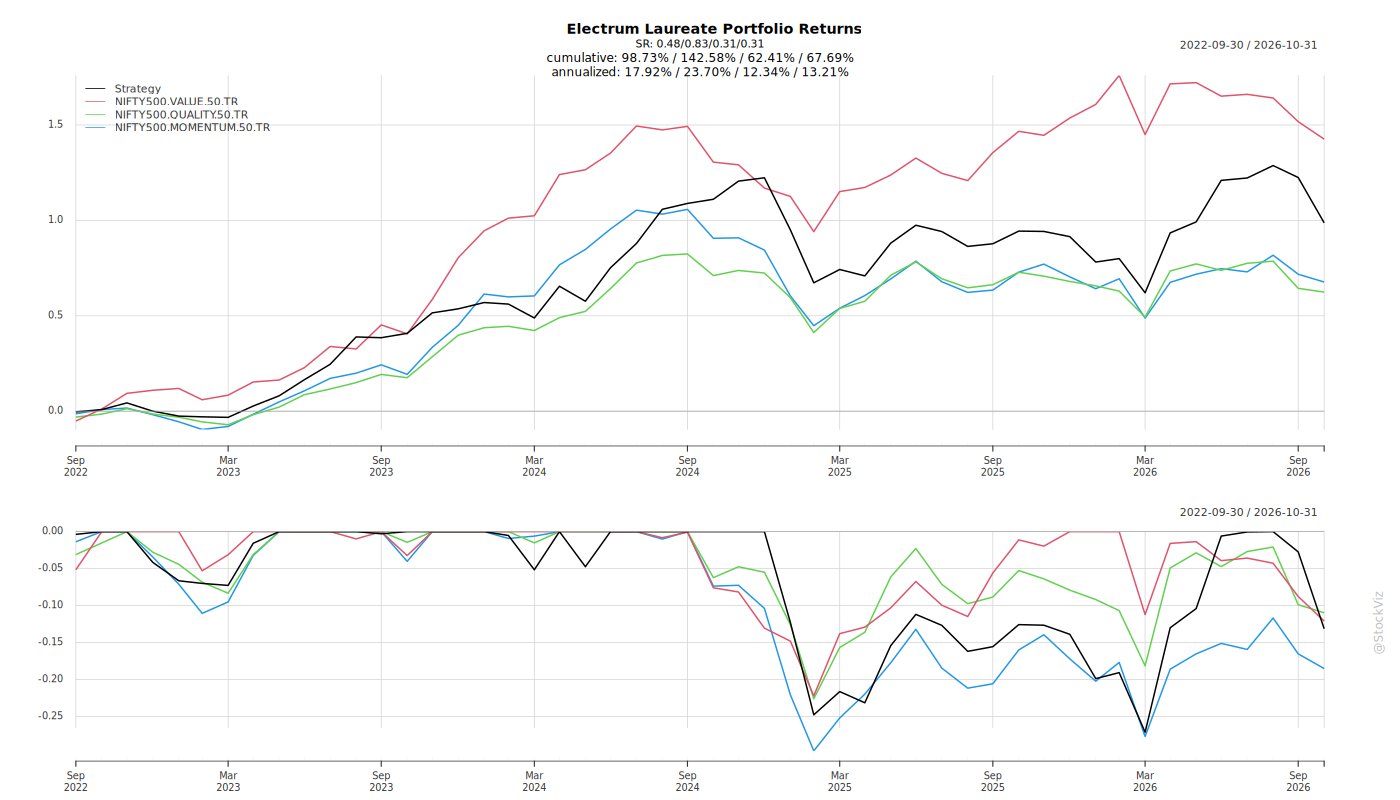 Electrum Laureate Portfolio Returns
SR: 0.48/0.83/0.31/0.31
cumulative: 98.73% / 142.58% / 62.41% / 67.69%
annualized: 17.92% / 23.70% / 12.34% / 13.21%
2022-09-30 / 2026-10-31
Strategy
NIFTY500.VALUE.50.TR
NIFTY500.QUALITY.50.TR
NIFTY500.MOMENTUM.50.TR
1.5
1.0
0.5
0.0
Sep Mar Sep Mar Sep Mar Sep Mar Sep
2022 2023 2023 2024 2024 2025 2025 2026 2026
2022-09-30 / 2026-10-31
0.00
-0.05
-0.10
-0.15
-0.20
-0.25
Sep Mar Sep Mar Sep Mar Sep Mar Sep
2022 2023 2023 2024 2024 2025 2025 2026 2026
@StockViz